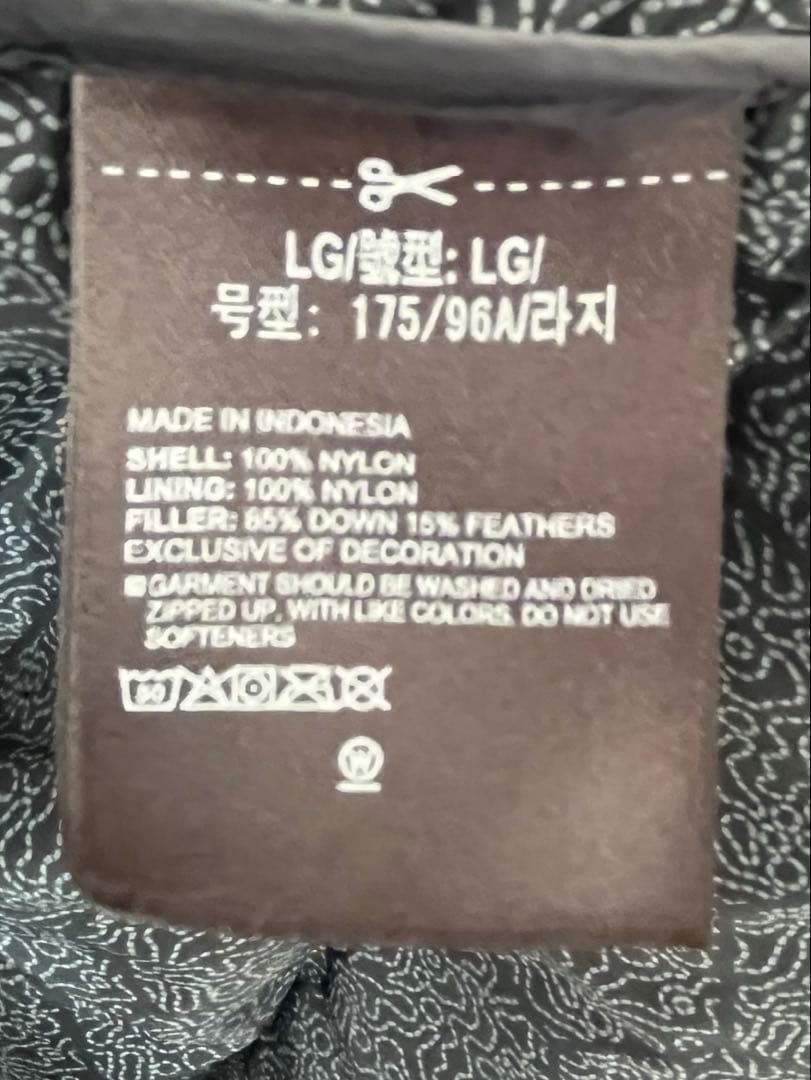 LG/號型: LG/
号型: 175/96A/라지
MADE IN INDONESIA
SHELL: 100% NYLON
LINING: 100% NYLON
FILLER: 85% DOWN 15% FEATHERS
EXCLUSIVE OF DECORATION
GARMENT SHOULD BE WASHED AND DRIED
ZIPPED UP, WITH LIKE COLORS. DO NOT USE
SOFTENERS
W